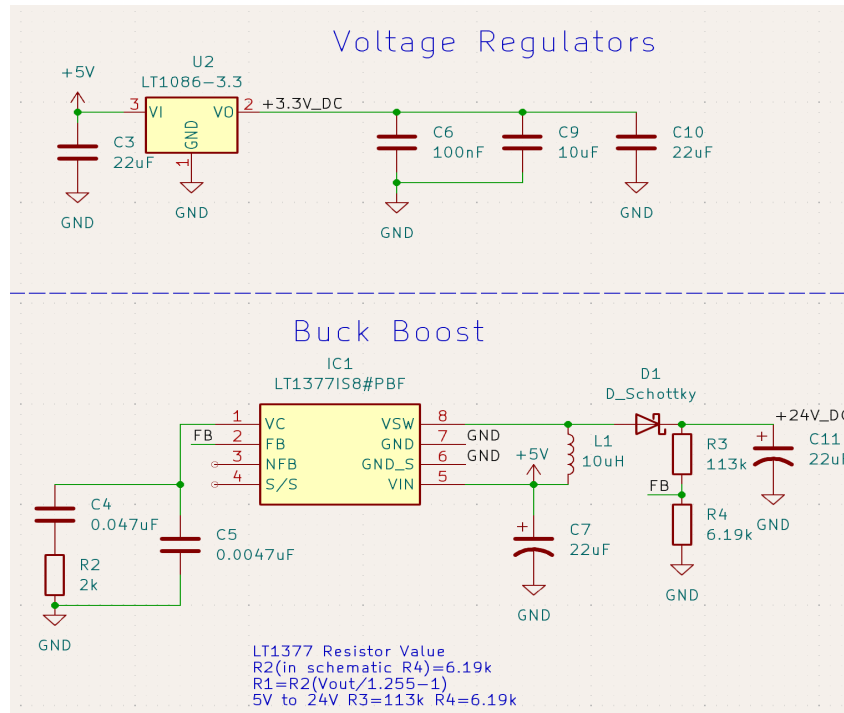 Voltage Regulators
+5V
U2
LT1086-3.3
3 VI VO 2 +3.3V_DC
GND
1
C3
22uF
C6
100nF
C9
10uF
C10
22uF
GND
GND
GND
GND
Buck Boost
IC1
LT1377IS8#PBF
D1
D_Schottky
1 VC VSW 8
FB 2 FB GND 7 GND
3 NFB GND_S 6 GND
4 S/S VIN 5
+5V
L1
10uH
+24V_DC
R3
113k
+ C11
22uF
FB
R4
6.19k
GND
GND
C4
0.047uF
C5
0.0047uF
R2
2k
GND
+ C7
22uF
GND
LT1377 Resistor Value
R2(in schematic R4)=6.19k
R1=R2(Vout/1.255-1)
5V to 24V R3=113k R4=6.19k